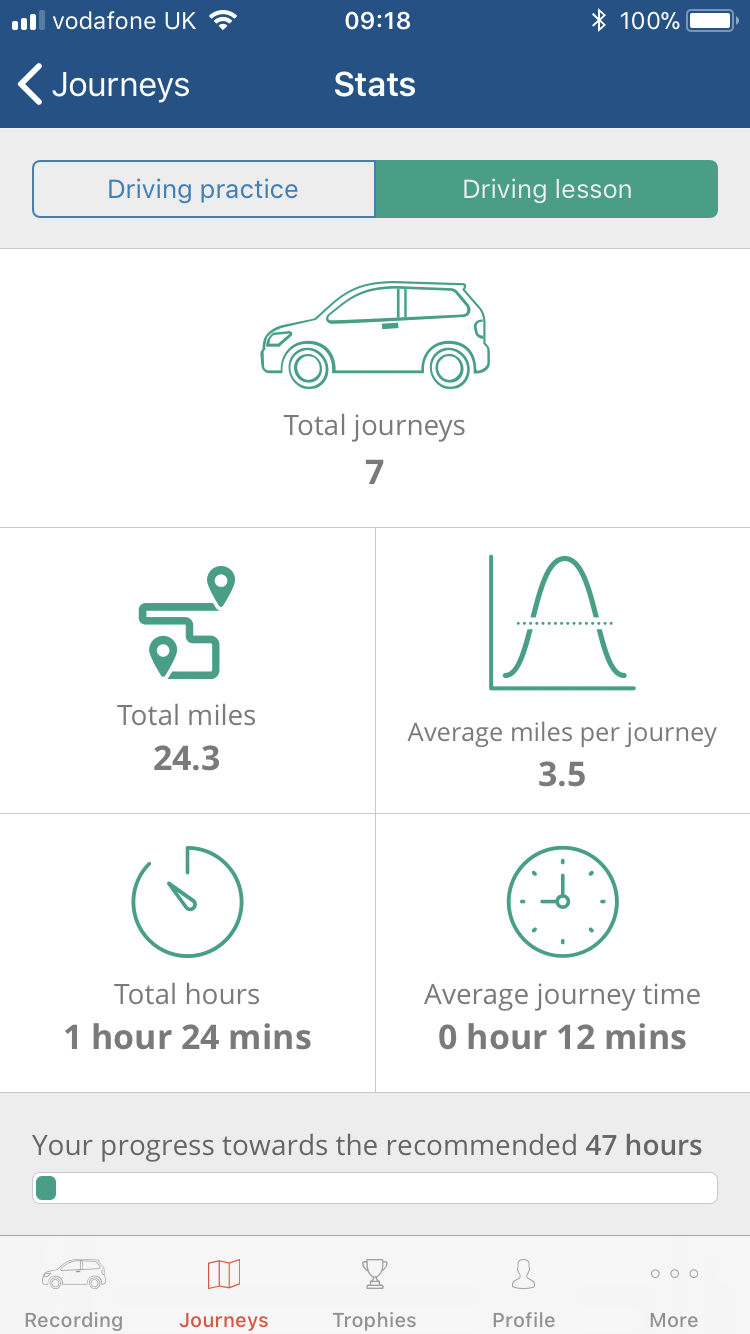 vodafone UK 09:18 100%
Journeys Stats
Driving practice Driving lesson
Total journeys
7
Total miles
24.3
Average miles per journey
3.5
Total hours
1 hour 24 mins
Average journey time
0 hour 12 mins
Your progress towards the recommended 47 hours
Recording Journeys Trophies Profile More